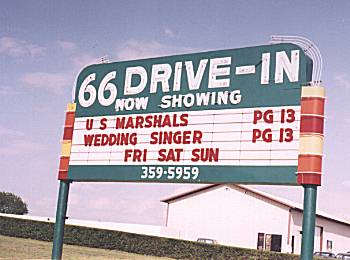 66 DRIVE-IN
NOW SHOWING
U S MARSHALS PG 13
WEDDING SINGER PG 13
FRI SAT SUN
359-5959